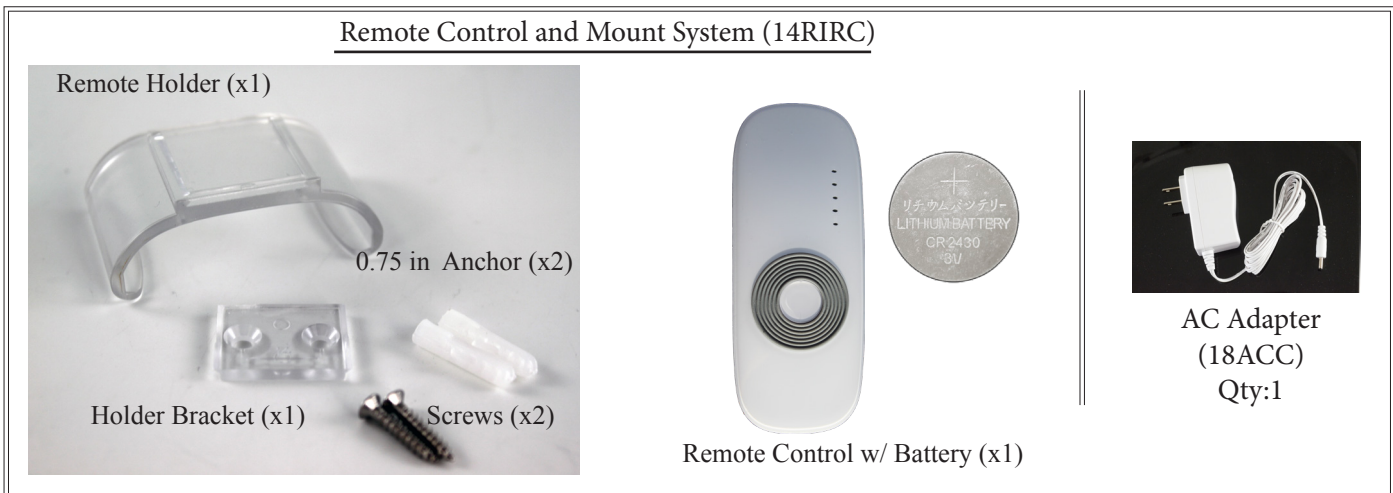 Remote Control and Mount System (14RIRC)
Remote Holder (x1)
0.75 in Anchor (x2)
Holder Bracket (x1)
Screws (x2)
リチウムバッテリー
LITHIUM BATTERY
CR2430
3V
Remote Control w/ Battery (x1)
AC Adapter
(18ACC)
Qty:1